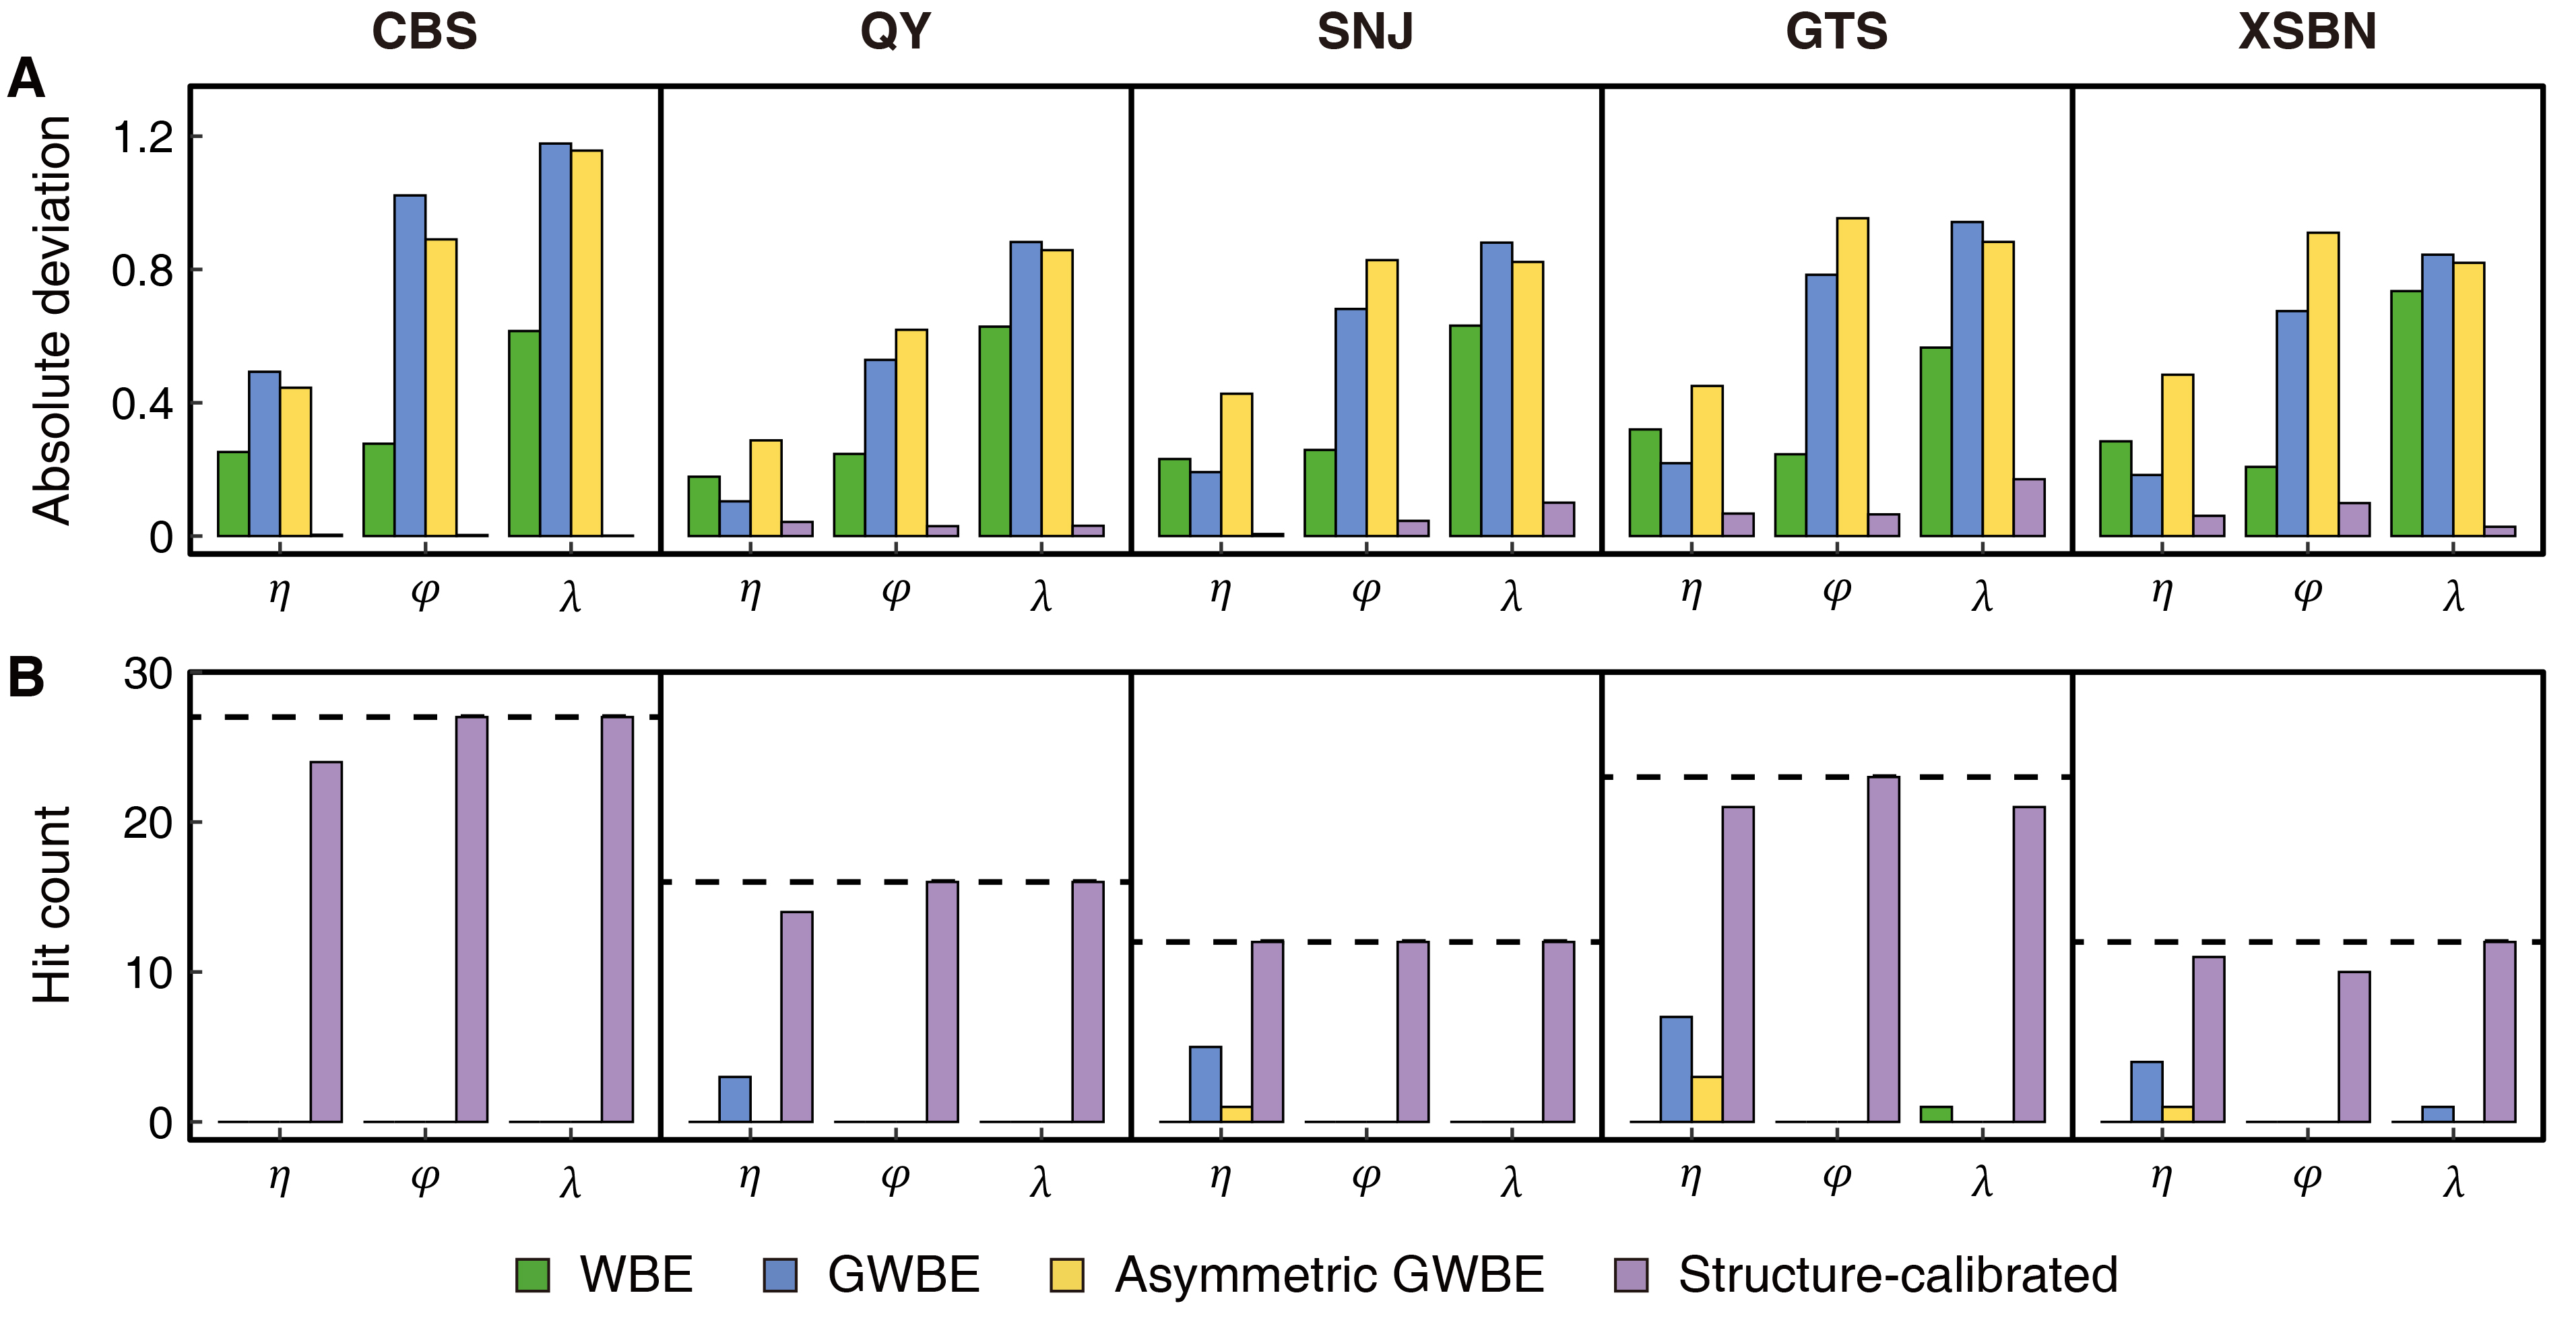 CBS QY SNJ GTS XSBN
A
Absolute deviation
1.2
0.8
0.4
0
η φ λ η φ λ η φ λ η φ λ η φ λ
B
Hit count
30
20
10
0
η φ λ η φ λ η φ λ η φ λ η φ λ
WBE GWBE Asymmetric GWBE Structure-calibrated